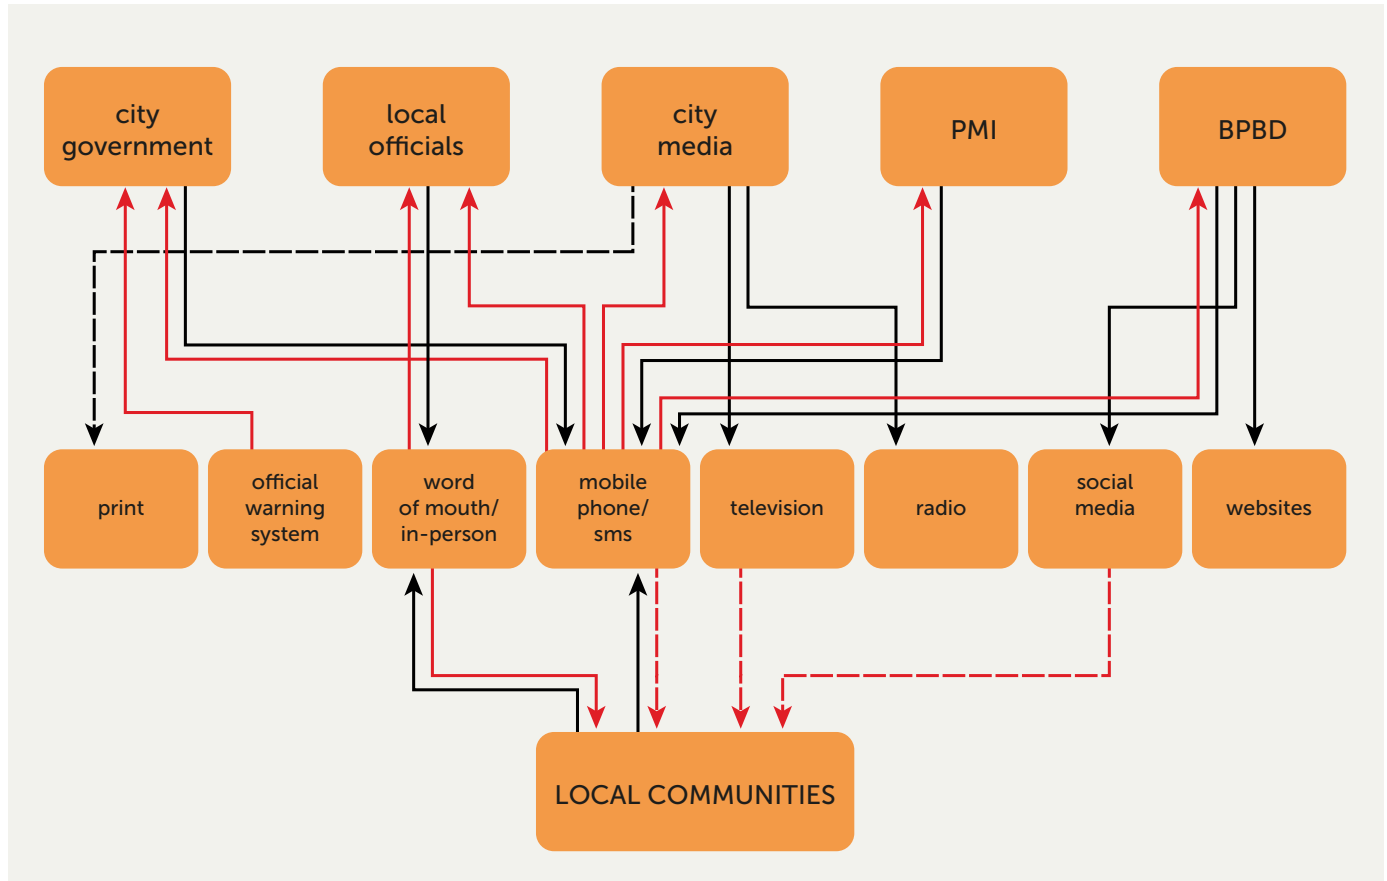 city
government
local
officials
city
media
PMI
BPBD
print
official
warning
system
word
of mouth/
in-person
mobile
phone/
sms
television
radio
social
media
websites
LOCAL COMMUNITIES